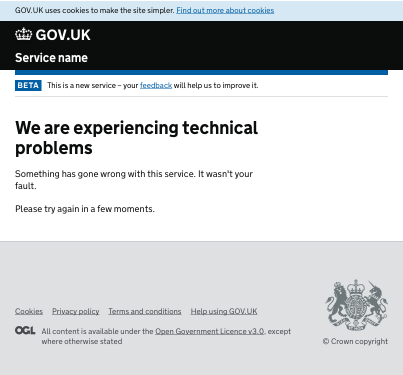 GOV.UK uses cookies to make the site simpler. Find out more about cookies
GOV.UK
Service name
BETA This is a new service – your feedback will help us to improve it.
We are experiencing technical
problems
Something has gone wrong with this service. It wasn't your
fault.
Please try again in a few moments.
Cookies Privacy policy Terms and conditions Help using GOV.UK
OGL All content is available under the Open Government Licence v3.0, except
where otherwise stated
© Crown copyright